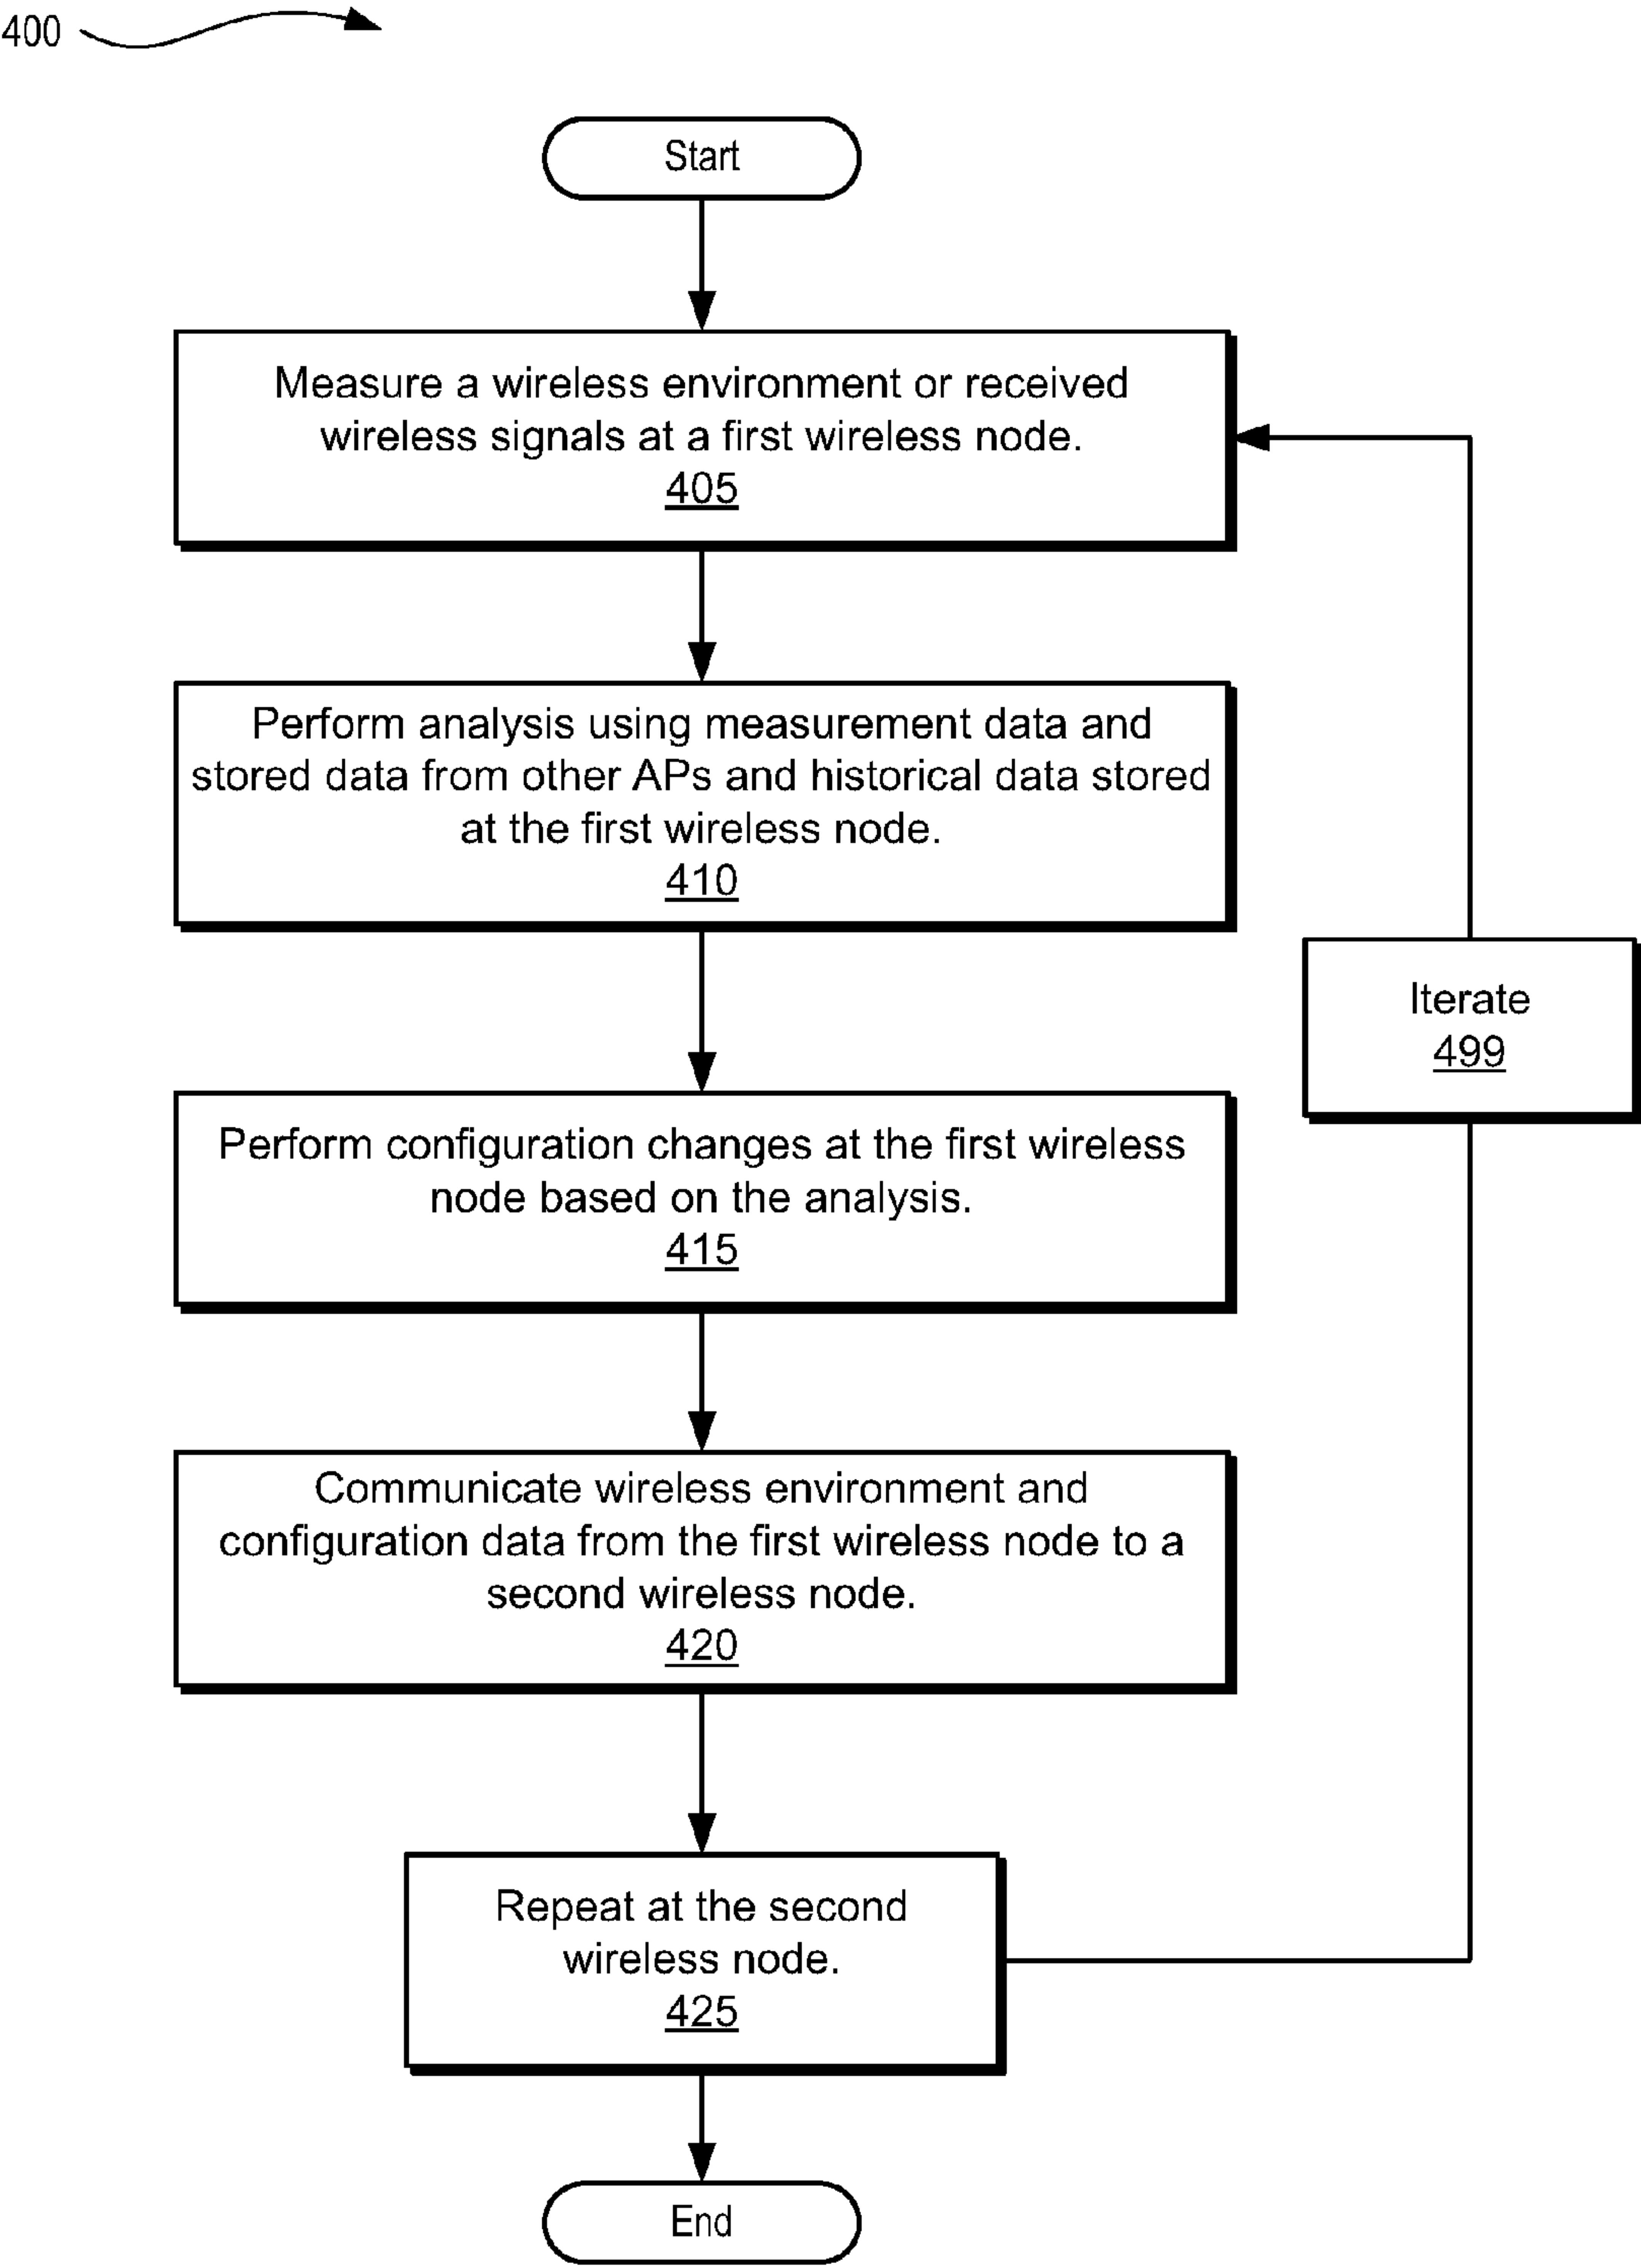 400
Start
Measure a wireless environment or received
wireless signals at a first wireless node.
405
Perform analysis using measurement data and
stored data from other APs and historical data stored
at the first wireless node.
410
Iterate
499
Perform configuration changes at the first wireless
node based on the analysis.
415
Communicate wireless environment and
configuration data from the first wireless node to a
second wireless node.
420
Repeat at the second
wireless node.
425
End